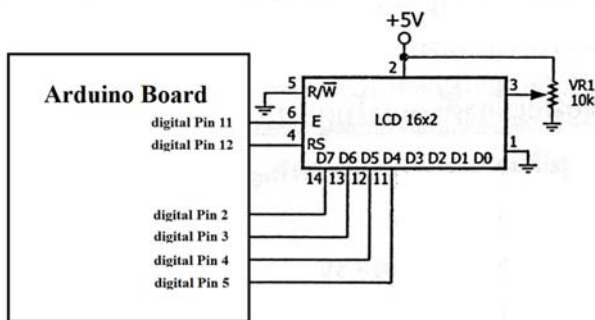 +5V
2
5
R/W̅
3
VR1
10k
Arduino Board
digital Pin 11
6
E
LCD 16x2
digital Pin 12
4
RS
1
D7 D6 D5 D4 D3 D2 D1 D0
14 13 12 11
digital Pin 2
digital Pin 3
digital Pin 4
digital Pin 5